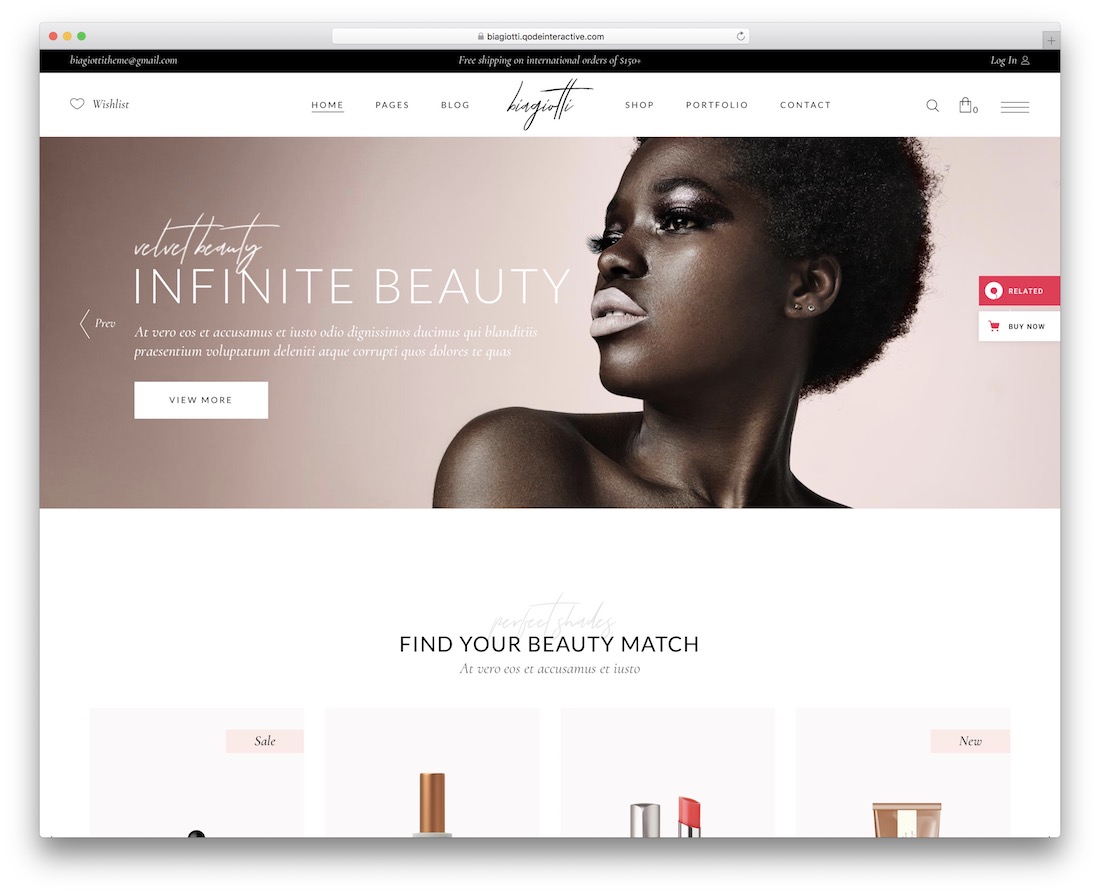 biagiotti.qodeinteractive.com
biagiottitheme@gmail.com
Free shipping on international orders of $150+
Log In
Wishlist
HOME
PAGES
BLOG
biagiotti
SHOP
PORTFOLIO
CONTACT
0
velvet beauty
INFINITE BEAUTY
Prev
At vero eos et accusamus et iusto odio dignissimos ducimus qui blanditiis
praesentium voluptatum deleniti atque corrupti quos dolores te quas
VIEW MORE
RELATED
BUY NOW
perfect shades
FIND YOUR BEAUTY MATCH
At vero eos et accusamus et iusto
Sale
New